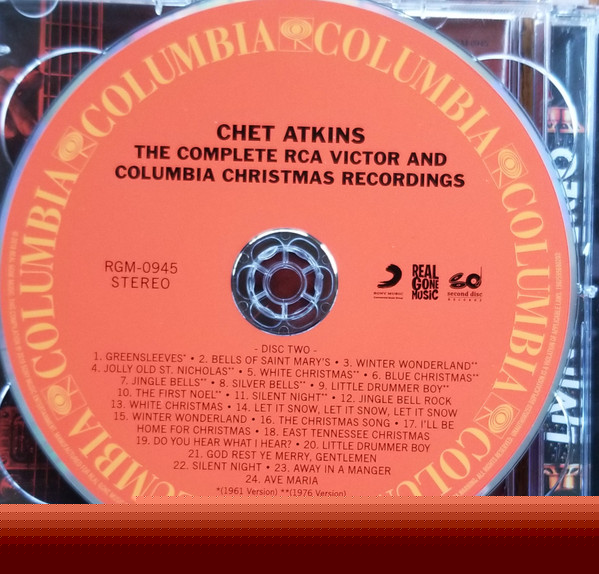 COLUMBIA COLUMBIA
COLUMBIA COLUMBIA
COLUMBIA
CHET ATKINS
THE COMPLETE RCA VICTOR AND
COLUMBIA CHRISTMAS RECORDINGS
RGM-0945
STEREO
SONY MUSIC
REAL
GONE
MUSIC
second disc
RECORDS
- DISC TWO -
1. GREENSLEEVES* • 2. BELLS OF SAINT MARY'S • 3. WINTER WONDERLAND**
4. JOLLY OLD ST. NICHOLAS** • 5. WHITE CHRISTMAS** • 6. BLUE CHRISTMAS**
7. JINGLE BELLS** • 8. SILVER BELLS** • 9. LITTLE DRUMMER BOY**
10. THE FIRST NOEL** • 11. SILENT NIGHT** • 12. JINGLE BELL ROCK
13. WHITE CHRISTMAS • 14. LET IT SNOW, LET IT SNOW, LET IT SNOW
15. WINTER WONDERLAND • 16. THE CHRISTMAS SONG • 17. I'LL BE
HOME FOR CHRISTMAS • 18. EAST TENNESSEE CHRISTMAS
19. DO YOU HEAR WHAT I HEAR? • 20. LITTLE DRUMMER BOY
21. GOD REST YE MERRY, GENTLEMEN
22. SILENT NIGHT • 23. AWAY IN A MANGER
24. AVE MARIA
*(1961 Version) **(1976 Version)